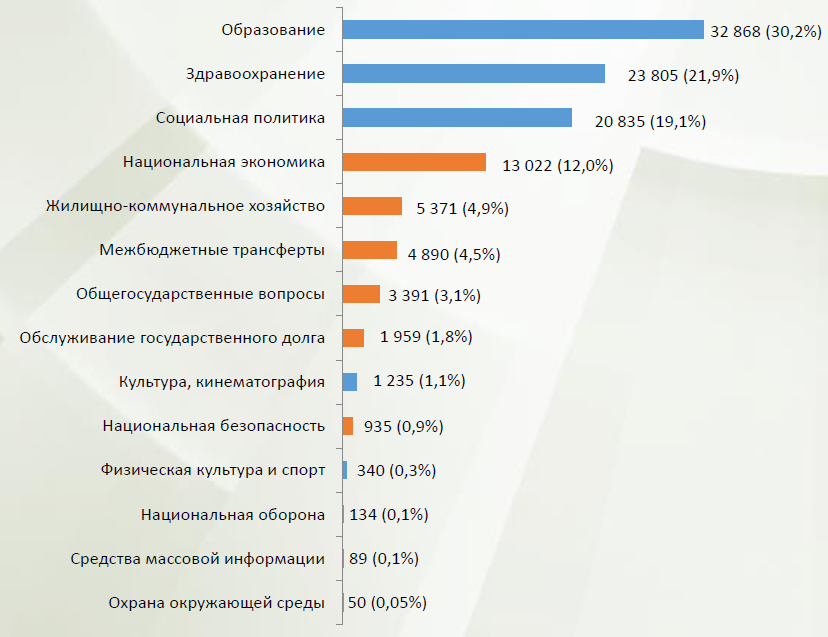 Образование 32 868 (30,2%)
Здравоохранение 23 805 (21,9%)
Социальная политика 20 835 (19,1%)
Национальная экономика 13 022 (12,0%)
Жилищно-коммунальное хозяйство 5 371 (4,9%)
Межбюджетные трансферты 4 890 (4,5%)
Общегосударственные вопросы 3 391 (3,1%)
Обслуживание государственного долга 1 959 (1,8%)
Культура, кинематография 1 235 (1,1%)
Национальная безопасность 935 (0,9%)
Физическая культура и спорт 340 (0,3%)
Национальная оборона 134 (0,1%)
Средства массовой информации 89 (0,1%)
Охрана окружающей среды 50 (0,05%)